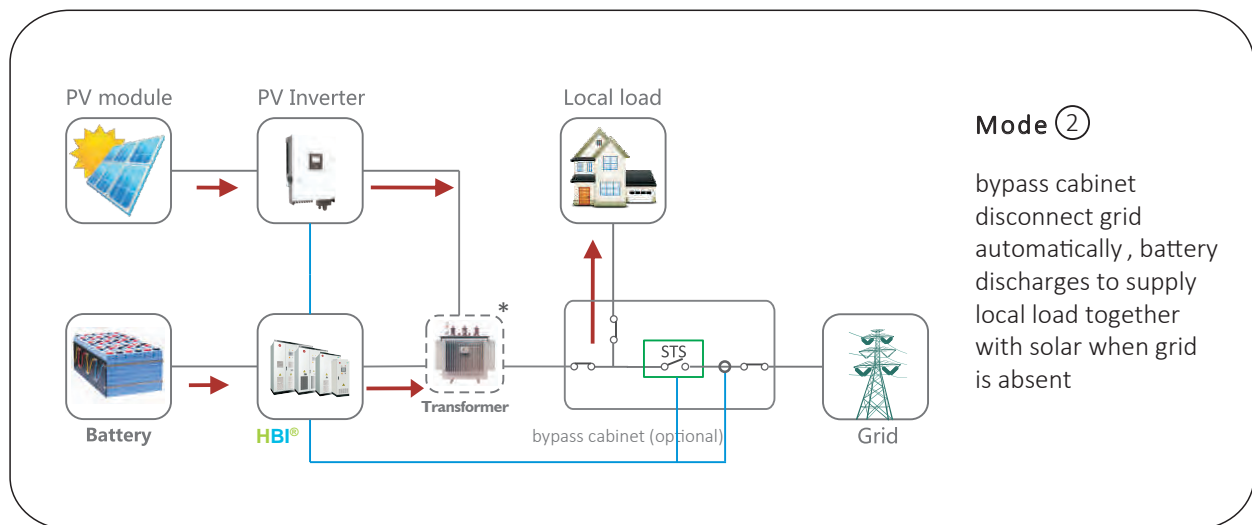 PV module
PV Inverter
Local load
Mode ②
bypass cabinet
disconnect grid
automatically , battery
discharges to supply
local load together
with solar when grid
is absent
*
STS
Transformer
Battery
HBI®
bypass cabinet (optional)
Grid